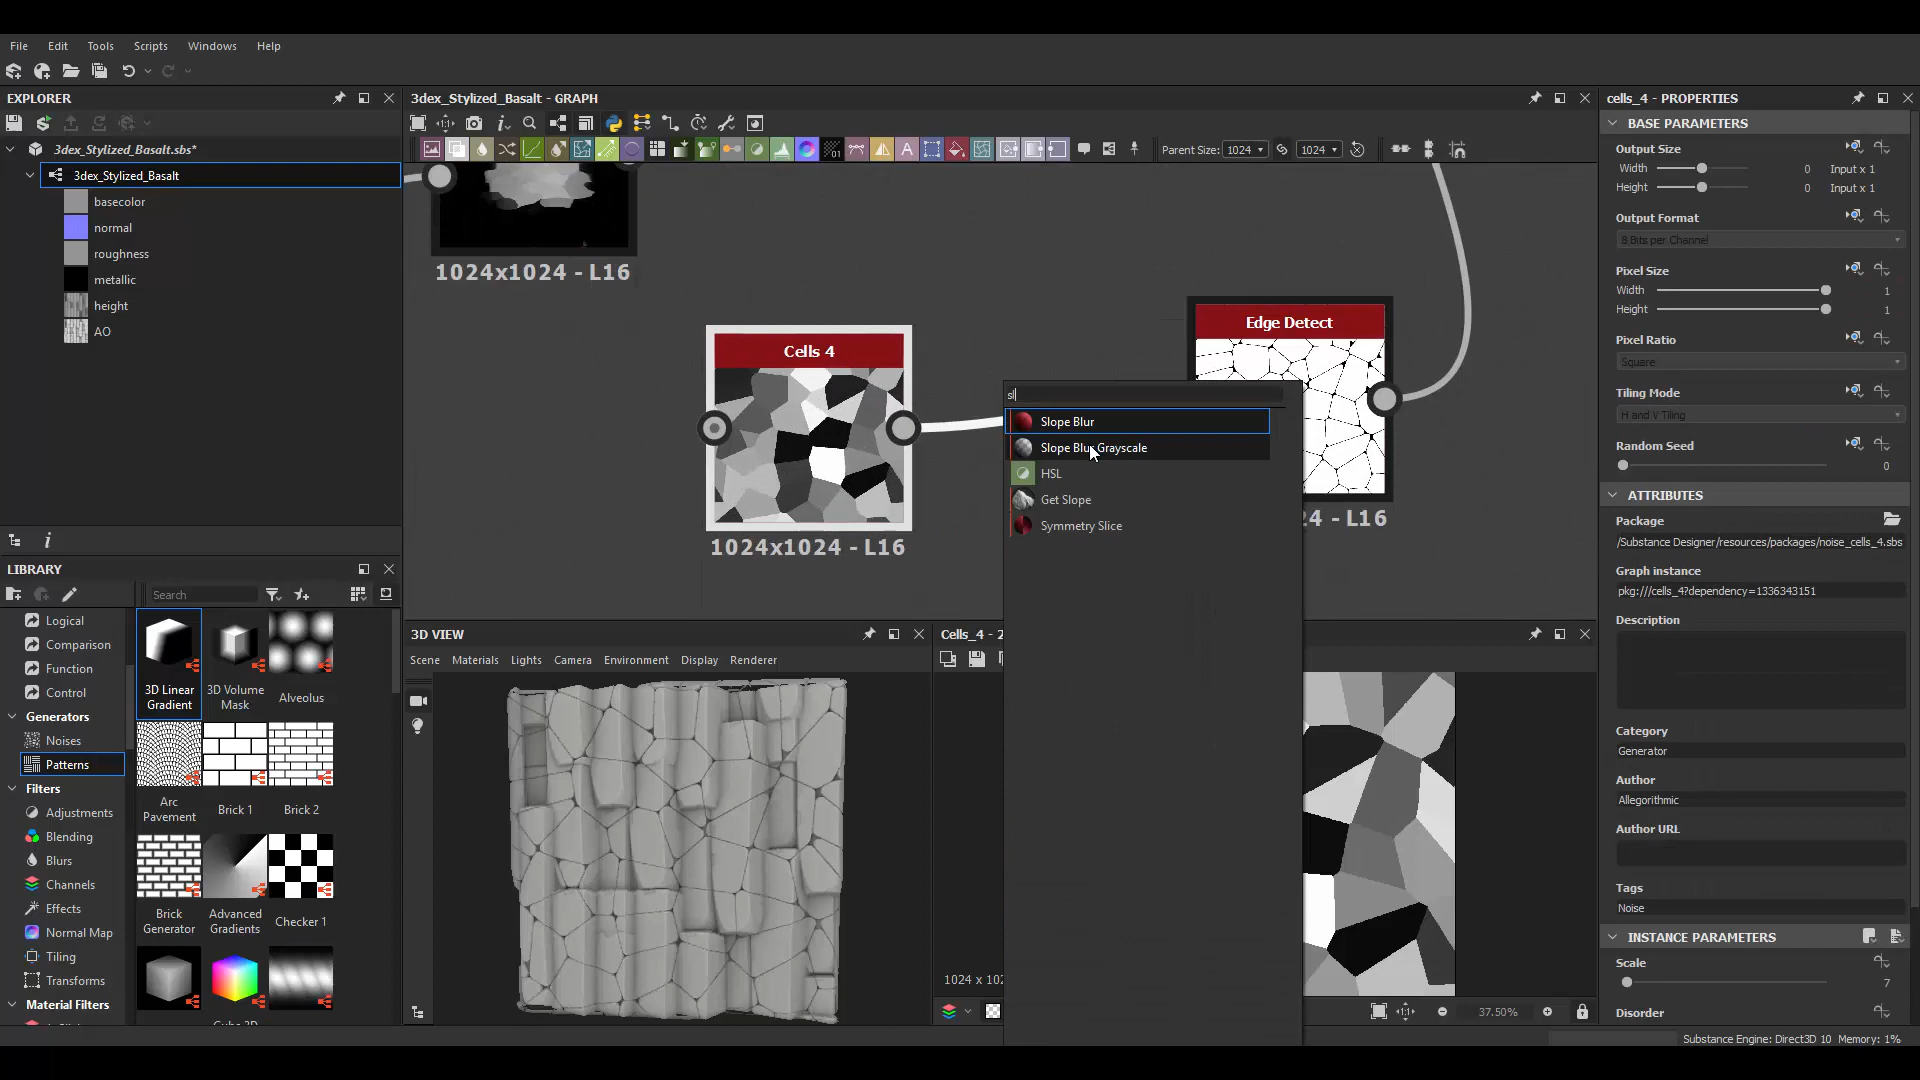 File Edit Tools Scripts Windows Help
EXPLORER
3dex_Stylized_Basalt.sbs*
3dex_Stylized_Basalt
basecolor
normal
roughness
metallic
height
AO
LIBRARY
Search
Logical
Comparison
Function
Control
Generators
Noises
Patterns
Filters
Adjustments
Blending
Blurs
Channels
Effects
Normal Map
Tiling
Transforms
Material Filters
3D Linear Gradient
3D Volume Mask
Alveolus
Arc Pavement
Brick 1
Brick 2
Brick Generator
Advanced Gradients
Checker 1
3dex_Stylized_Basalt - GRAPH
Parent Size: 1024 1024
1024x1024 - L16
Cells 4
1024x1024 - L16
Edge Detect
24 - L16
sl
Slope Blur
Slope Blur Grayscale
HSL
Get Slope
Symmetry Slice
3D VIEW
Scene Materials Lights Camera Environment Display Renderer
Cells_4 - 2
1024 x 102
37.50%
cells_4 - PROPERTIES
BASE PARAMETERS
Output Size
Width 0 Input x 1
Height 0 Input x 1
Output Format
8 Bits per Channel
Pixel Size
Width 1
Height 1
Pixel Ratio
Square
Tiling Mode
H and V Tiling
Random Seed
0
ATTRIBUTES
Package
/Substance Designer/resources/packages/noise_cells_4.sbs
Graph instance
pkg:///cells_4?dependency=1336343151
Description
Category
Generator
Author
Allegorithmic
Author URL
Tags
Noise
INSTANCE PARAMETERS
Scale
7
Disorder
Substance Engine: Direct3D 10 Memory: 1%